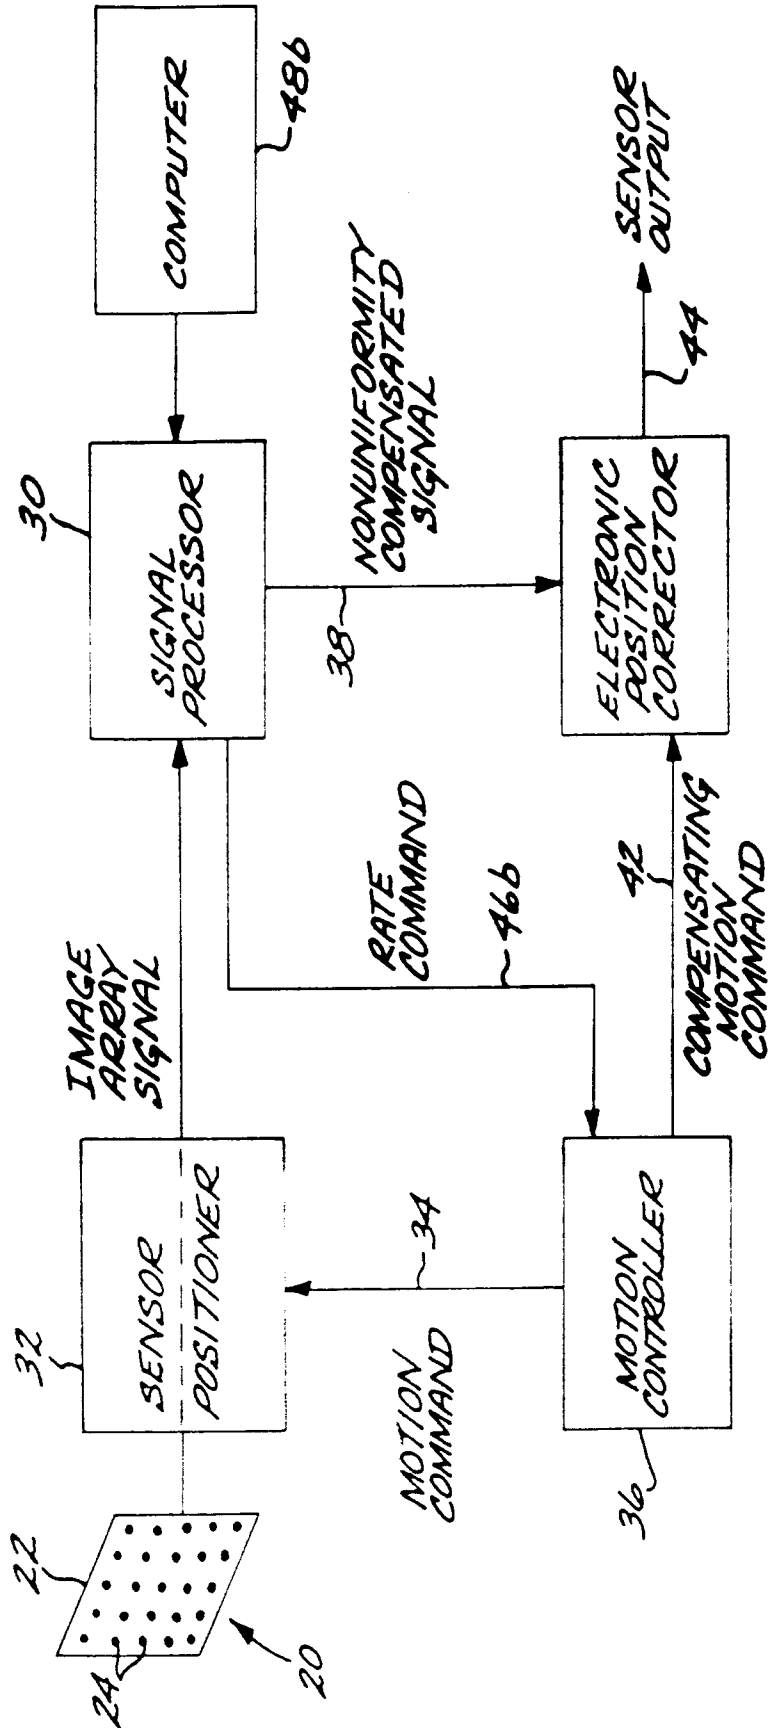 22
24
20
32
SENSOR
POSITIONER
IMAGE
ARRAY
SIGNAL
30
SIGNAL
PROCESSOR
COMPUTER
48b
MOTION
COMMAND
34
RATE
COMMAND
46b
38
NONUNIFORMITY
COMPENSATED
SIGNAL
36
MOTION
CONTROLLER
42
COMPENSATING
MOTION
COMMAND
ELECTRONIC
POSITION
CORRECTOR
44
SENSOR
OUTPUT